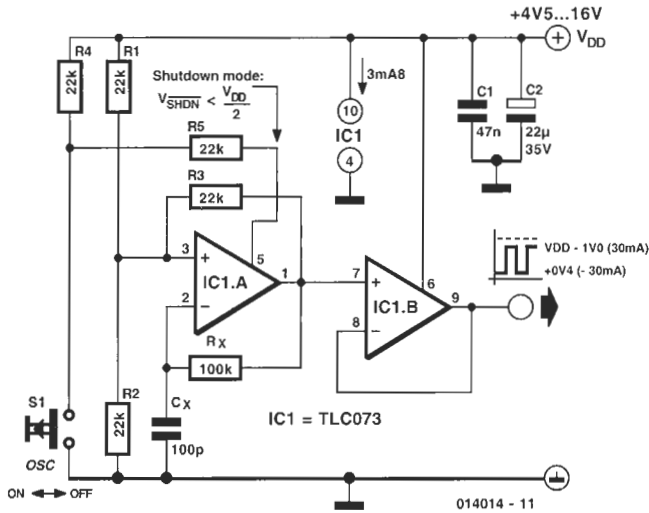 +4V5...16V
VDD
R4
22k
R1
22k
Shutdown mode:
VSHDN < VDD
2
3mA8
10
IC1
4
C1
47n
C2
22µ
35V
R5
22k
R3
22k
3
+
2
–
IC1.A
5
1
7
+
8
–
IC1.B
6
9
VDD - 1V0 (30mA)
+0V4 (- 30mA)
RX
100k
R2
22k
CX
100p
IC1 = TLC073
S1
OSC
ON
OFF
014014 - 11